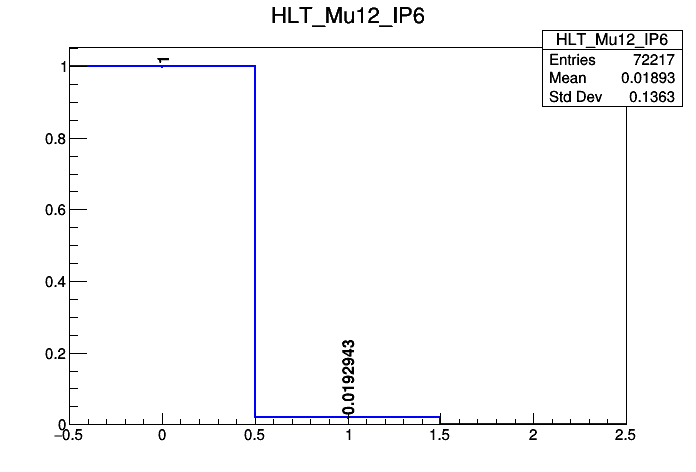 HLT_Mu12_IP6
HLT_Mu12_IP6
Entries 72217
Mean 0.01893
Std Dev 0.1363
1
0.8
0.6
0.4
0.2
0
1
0.0192943
−0.5 0 0.5 1 1.5 2 2.5